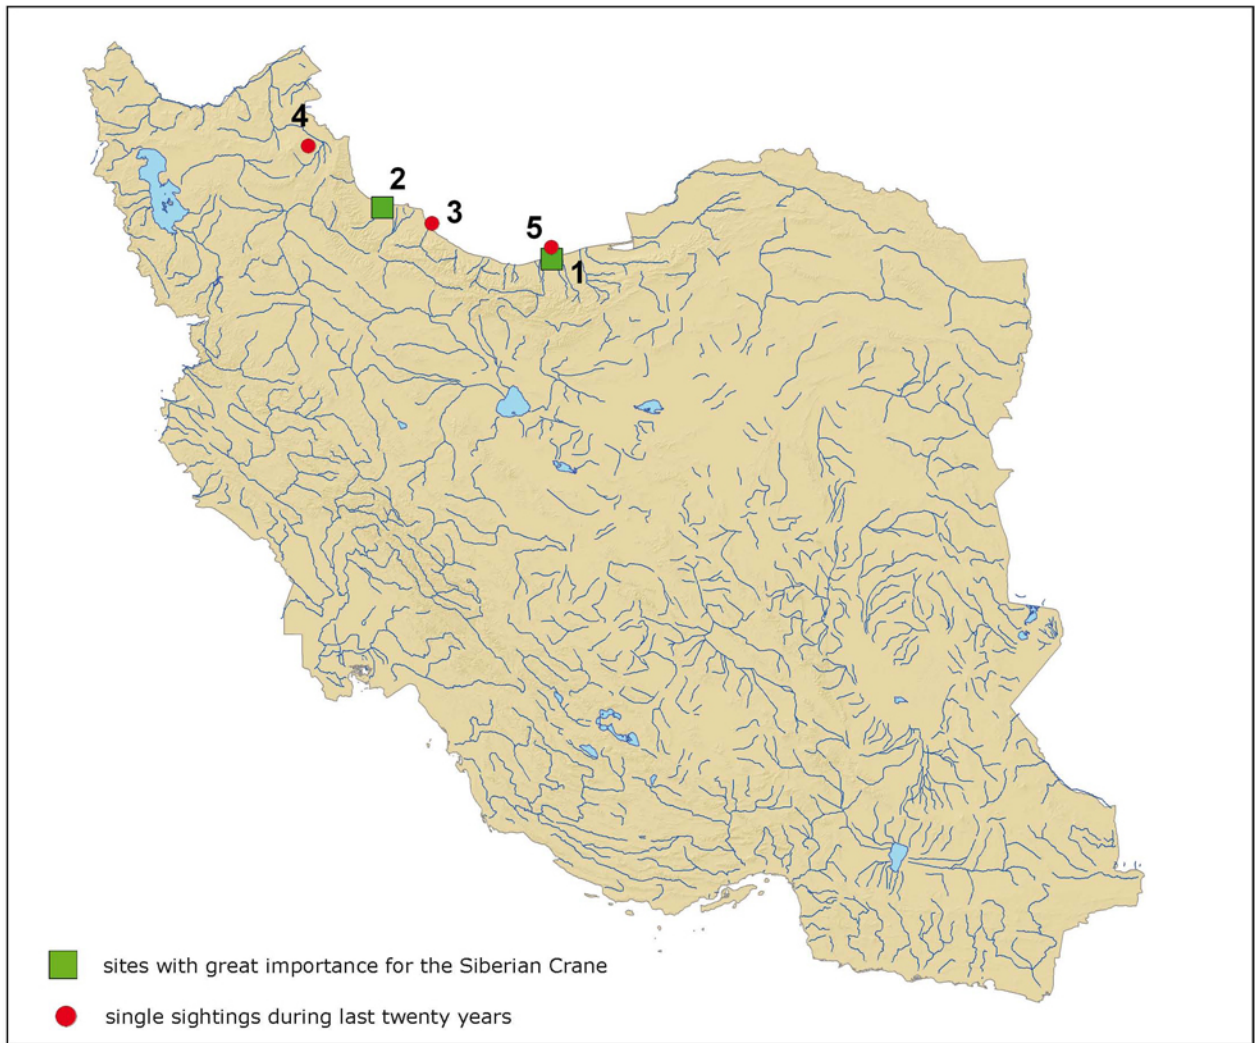 4
2
3
5
1
sites with great importance for the Siberian Crane
single sightings during last twenty years